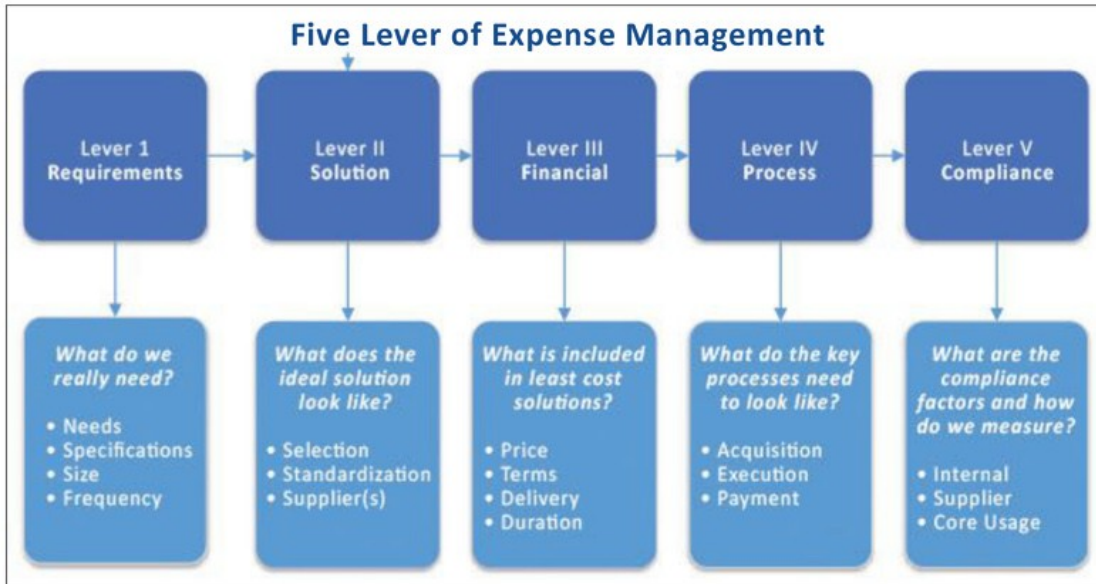 Five Lever of Expense Management
Lever 1
Requirements
Lever II
Solution
Lever III
Financial
Lever IV
Process
Lever V
Compliance
What do we
really need?
• Needs
• Specifications
• Size
• Frequency
What does the
ideal solution
look like?
• Selection
• Standardization
• Supplier(s)
What is included
in least cost
solutions?
• Price
• Terms
• Delivery
• Duration
What do the key
processes need
to look like?
• Acquisition
• Execution
• Payment
What are the
compliance
factors and how
do we measure?
• Internal
• Supplier
• Core Usage